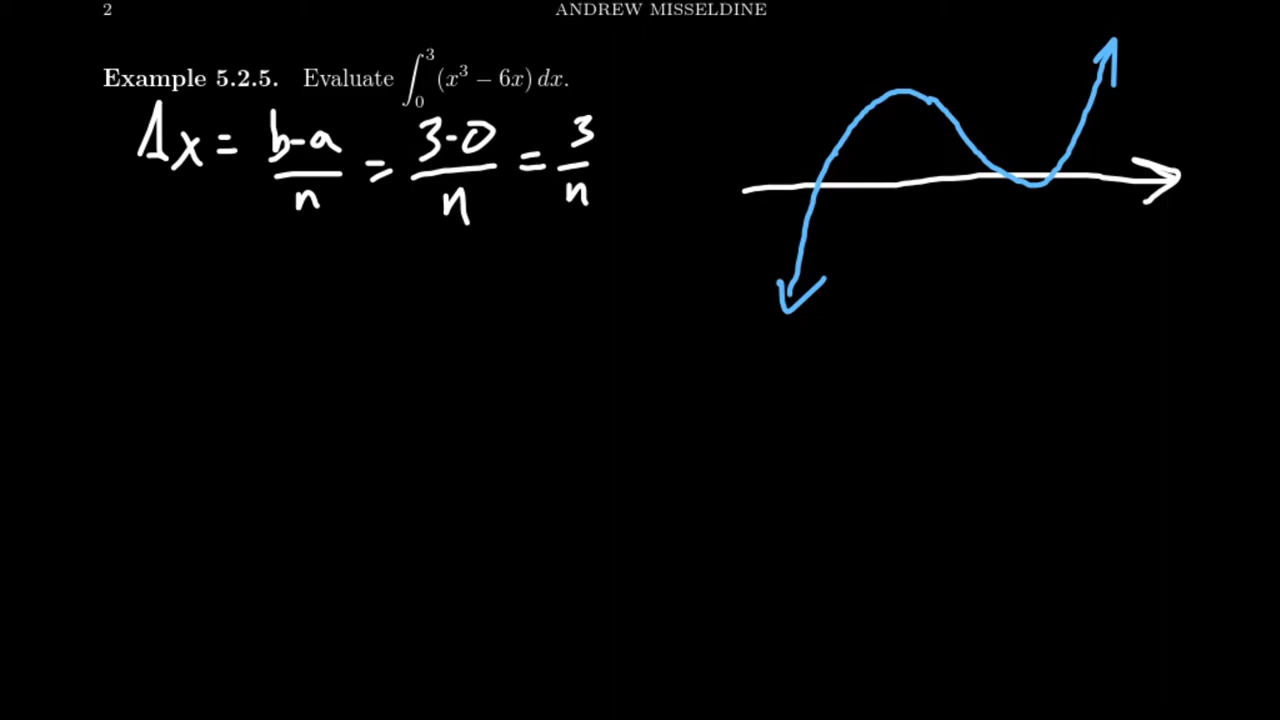 2 ANDREW MISSELDINE
Example 5.2.5. Evaluate ∫₀³ (x³ − 6x) dx.
Δx = b-a/n = 3-0/n = 3/n